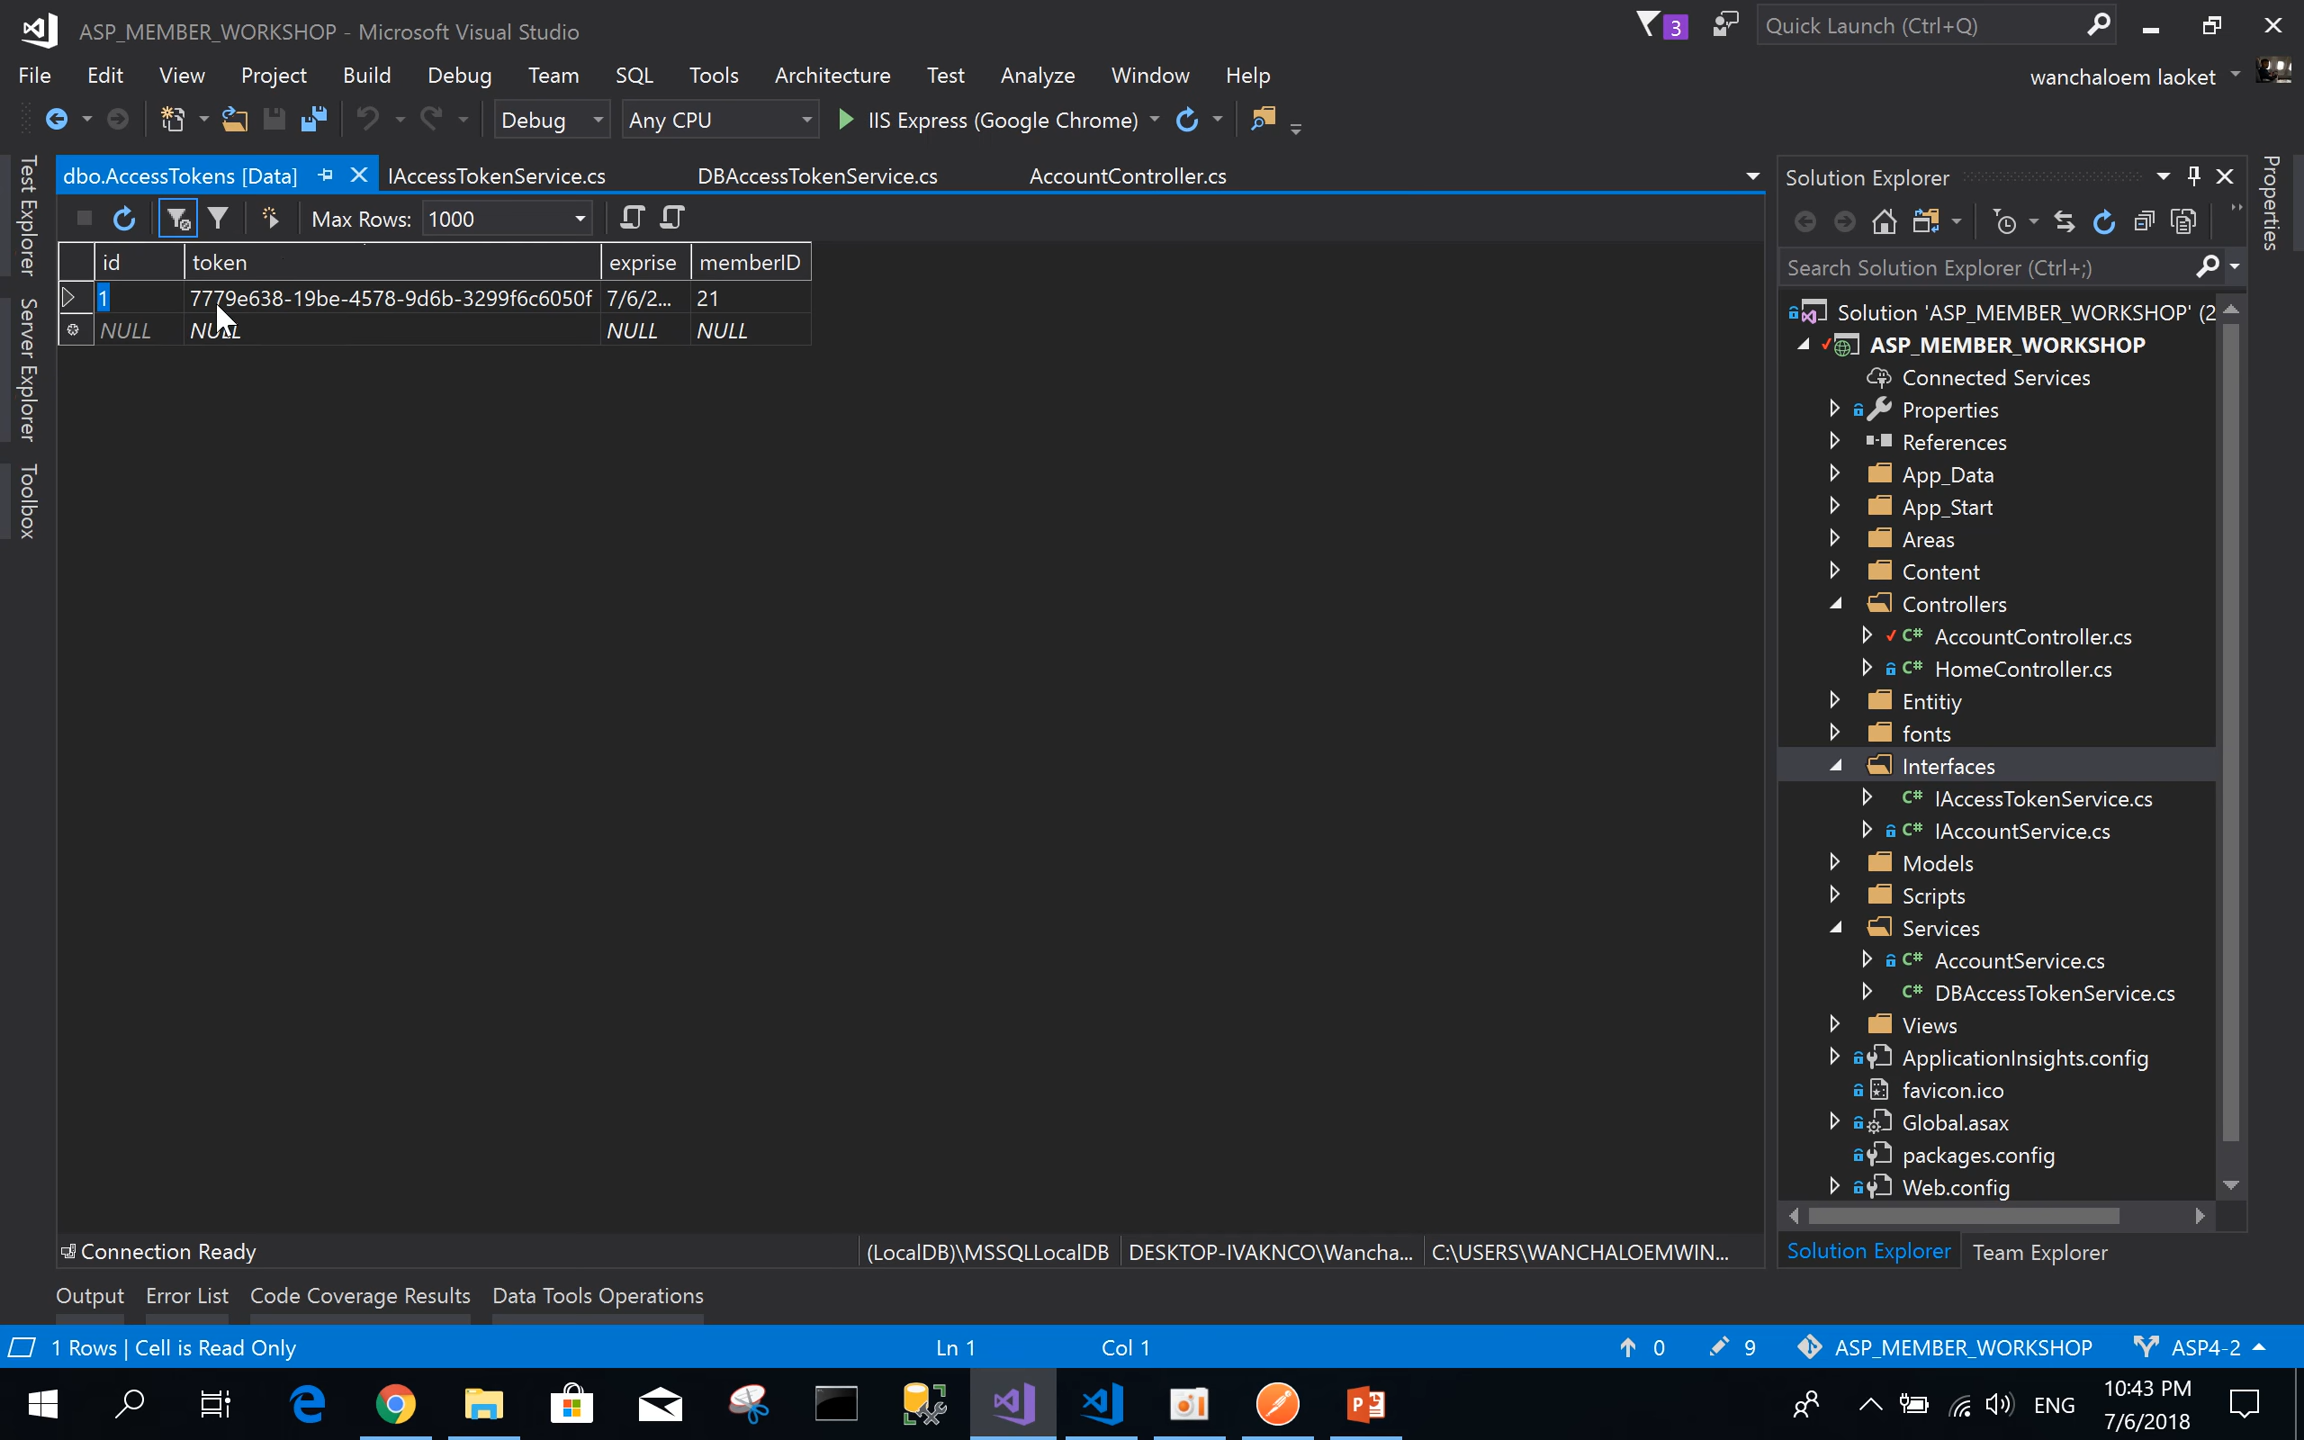 ASP_MEMBER_WORKSHOP - Microsoft Visual Studio
3
Quick Launch (Ctrl+Q)
File Edit View Project Build Debug Team SQL Tools Architecture Test Analyze Window Help
wanchaloem laoket
Debug Any CPU IIS Express (Google Chrome)
Test Explorer
Server Explorer
Toolbox
dbo.AccessTokens [Data] IAccessTokenService.cs DBAccessTokenService.cs AccountController.cs
Max Rows: 1000
id token exprise memberID
1 7779e638-19be-4578-9d6b-3299f6c6050f 7/6/2... 21
NULL NULL NULL NULL
Connection Ready
(LocalDB)\MSSQLLocalDB DESKTOP-IVAKNCO\Wancha... C:\USERS\WANCHALOEMWIN...
Output Error List Code Coverage Results Data Tools Operations
Solution Explorer
Properties
Search Solution Explorer (Ctrl+;)
Solution 'ASP_MEMBER_WORKSHOP' (2
ASP_MEMBER_WORKSHOP
Connected Services
Properties
References
App_Data
App_Start
Areas
Content
Controllers
C# AccountController.cs
C# HomeController.cs
Entitiy
fonts
Interfaces
C# IAccessTokenService.cs
C# IAccountService.cs
Models
Scripts
Services
C# AccountService.cs
C# DBAccessTokenService.cs
Views
ApplicationInsights.config
favicon.ico
Global.asax
packages.config
Web.config
Solution Explorer Team Explorer
1 Rows | Cell is Read Only Ln 1 Col 1 0 9 ASP_MEMBER_WORKSHOP ASP4-2
ENG
10:43 PM
7/6/2018